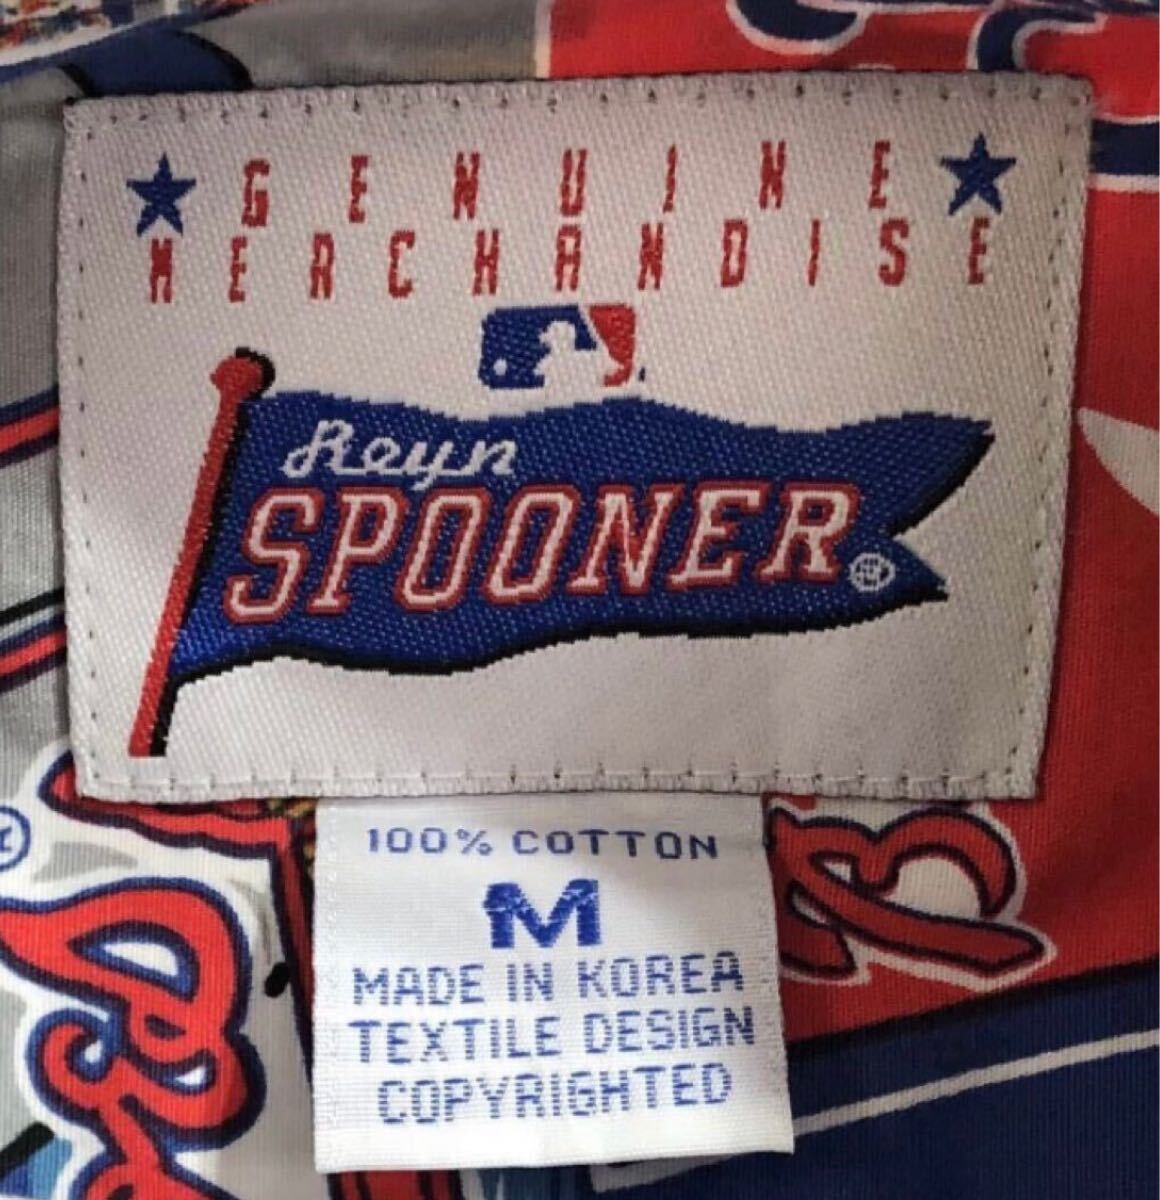 GENUINE
MERCHANDISE
Reyn
SPOONER®
100% COTTON
M
MADE IN KOREA
TEXTILE DESIGN
COPYRIGHTED
®